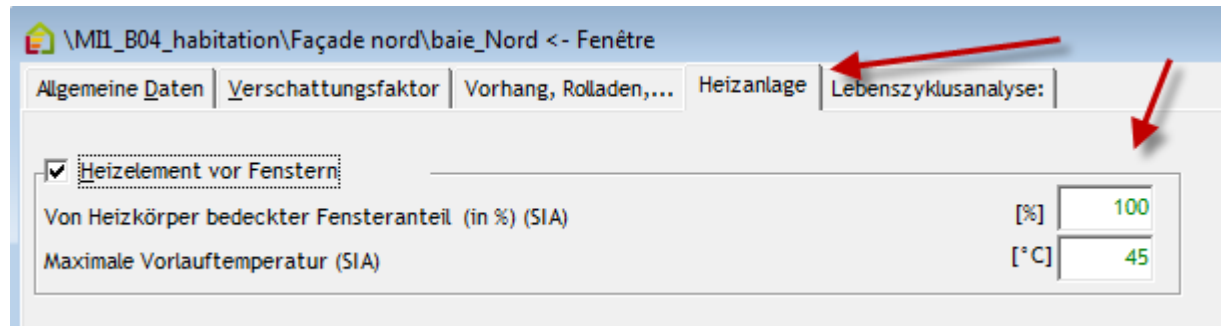 \MI1_B04_habitation\Façade nord\baie_Nord <- Fenêtre
Allgemeine Daten Verschattungsfaktor Vorhang, Rolladen,... Heizanlage Lebenszyklusanalyse:
Heizelement vor Fenstern
Von Heizkörper bedeckter Fensteranteil (in %) (SIA) [%] 100
Maximale Vorlauftemperatur (SIA) [°C] 45